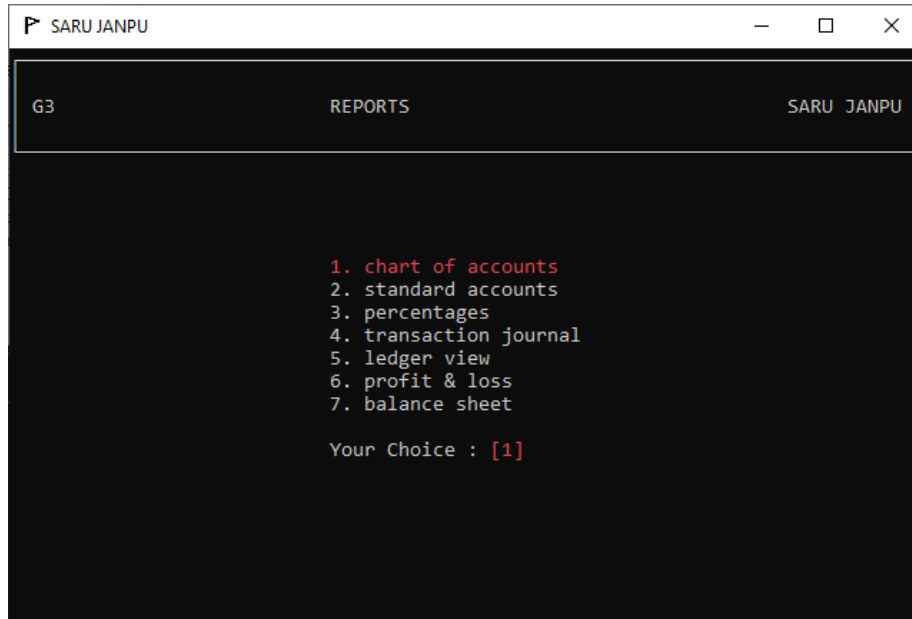 SARU JANPU
G3 REPORTS SARU JANPU
1. chart of accounts
2. standard accounts
3. percentages
4. transaction journal
5. ledger view
6. profit & loss
7. balance sheet
Your Choice : [1]